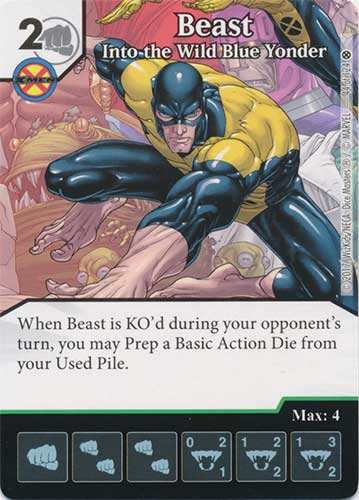 2
Beast
Into the Wild Blue Yonder
X-MEN
When Beast is KO'd during your opponent's
turn, you may Prep a Basic Action Die from
your Used Pile.
Max: 4
0 2 1 2 1 3
1 2 2